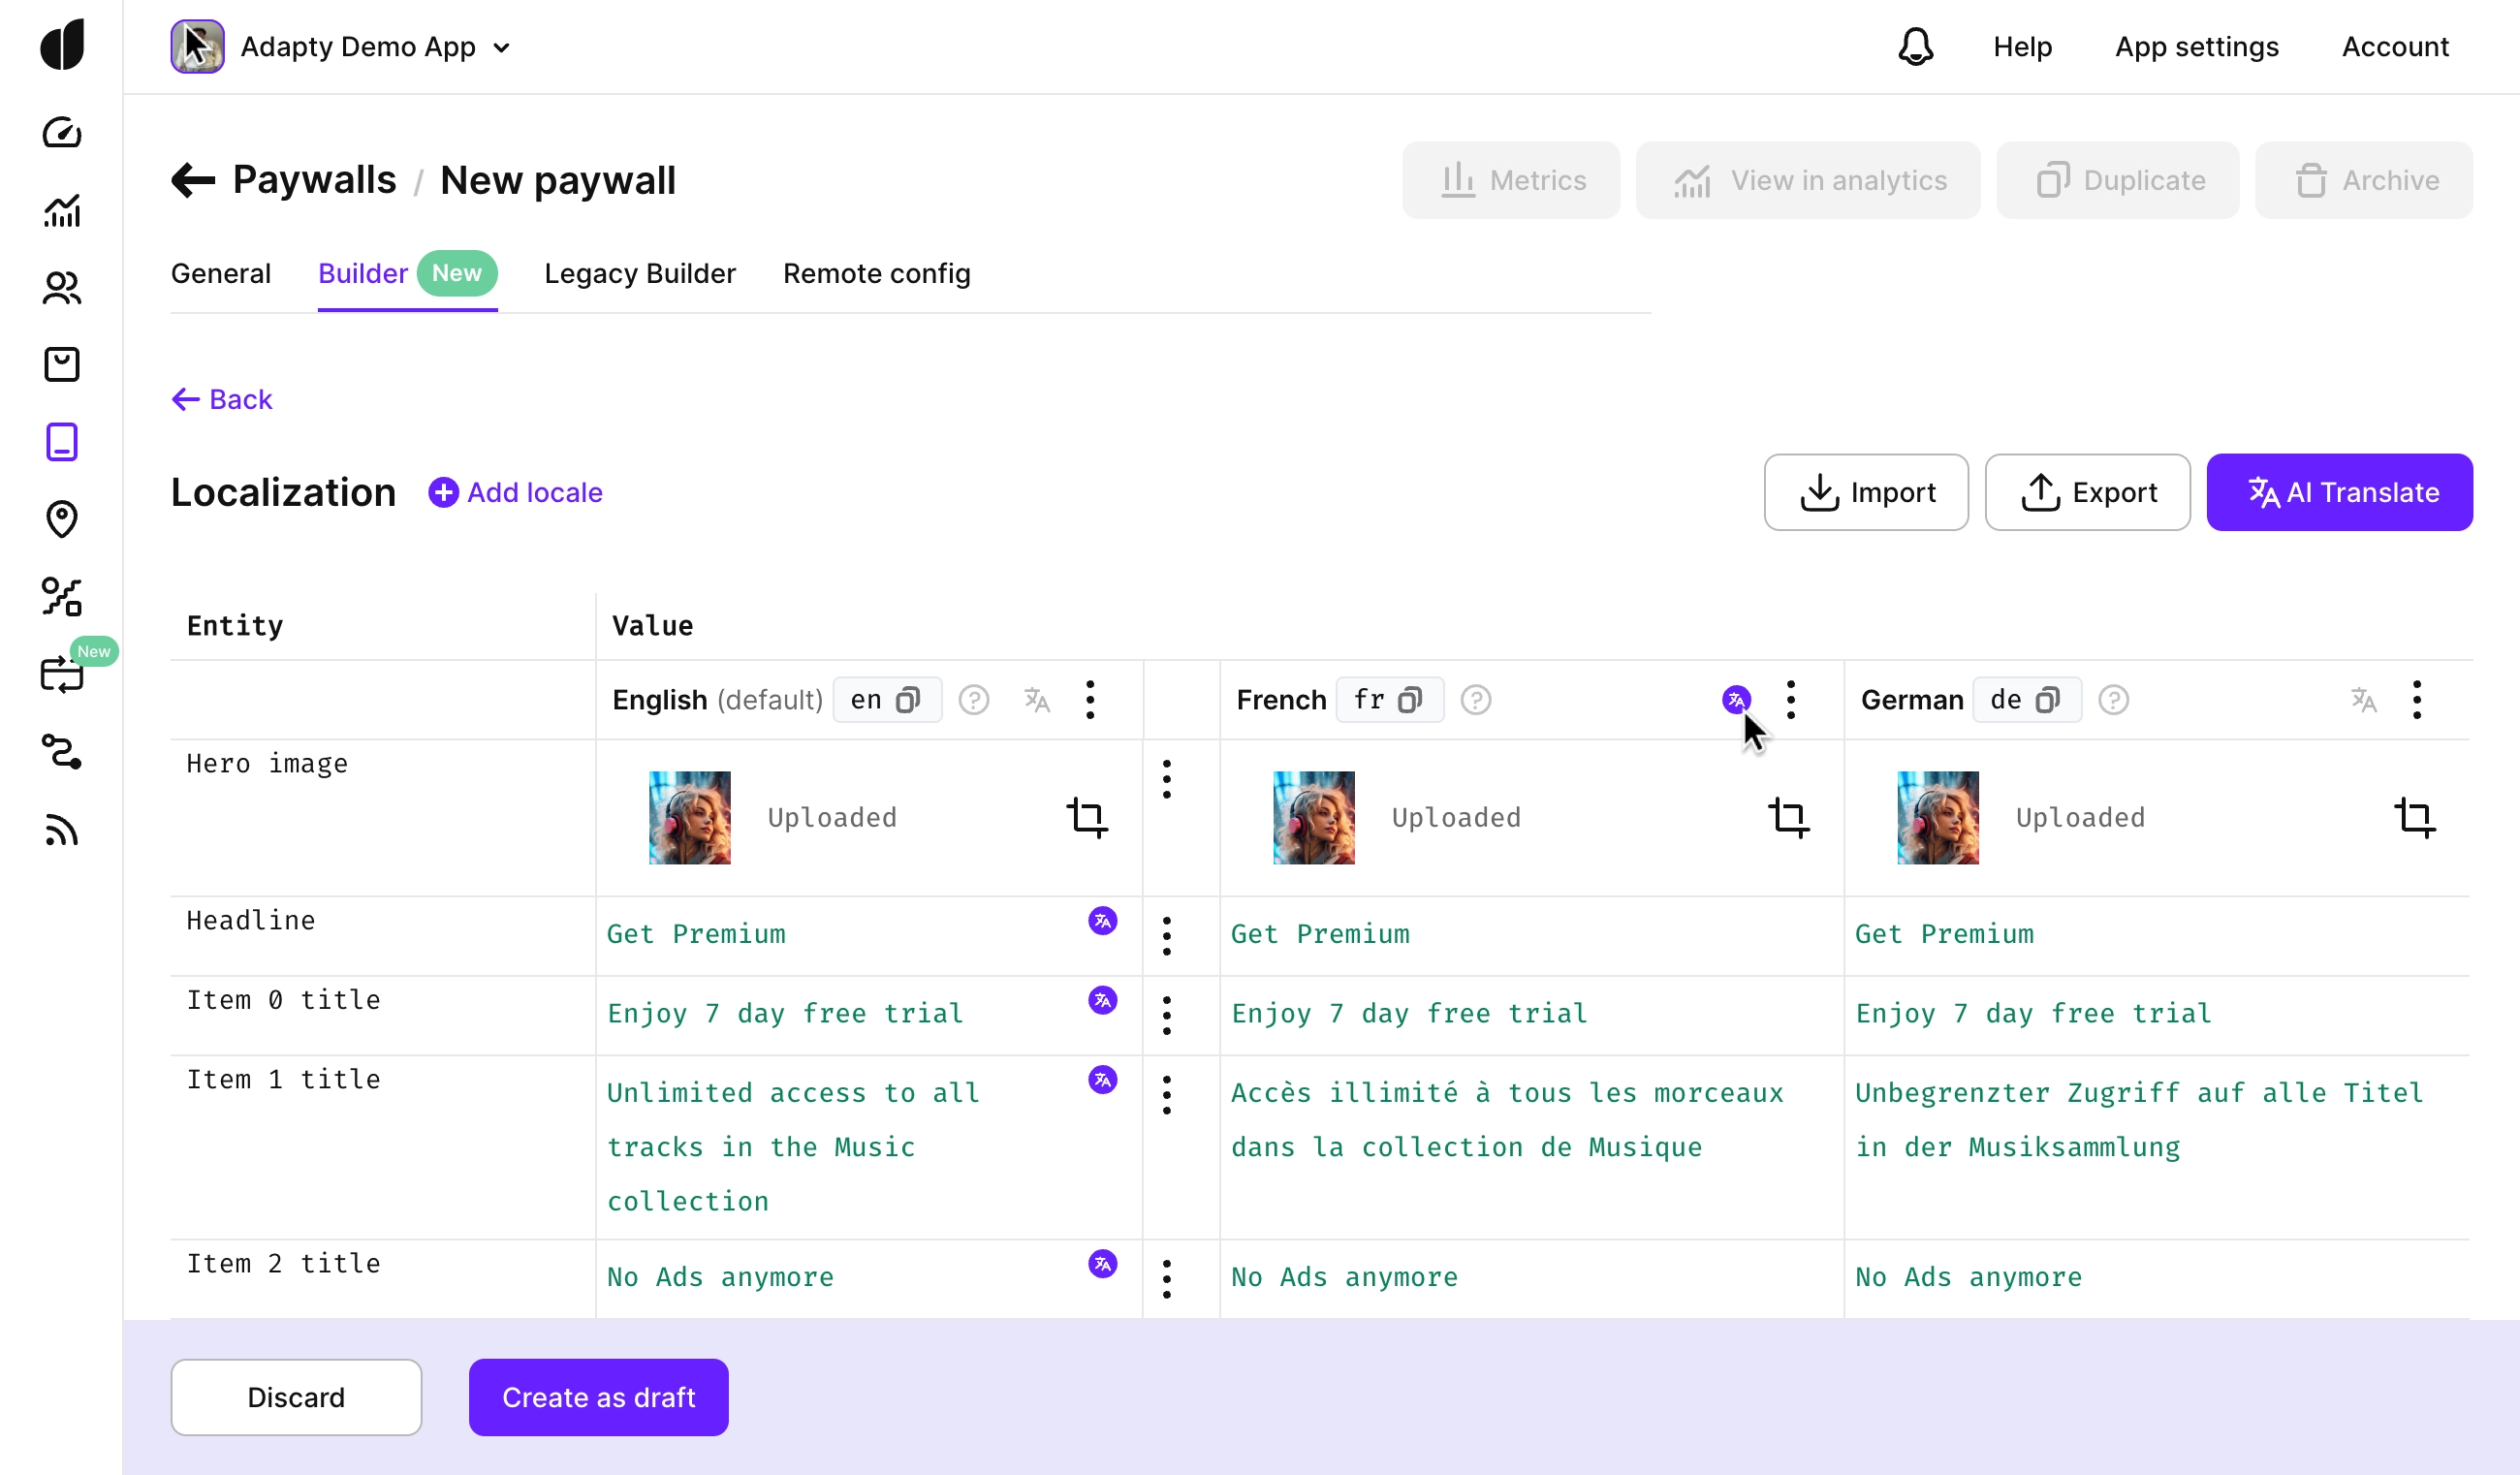 Adapty Demo App
Help
App settings
Account
Paywalls / New paywall
Metrics
View in analytics
Duplicate
Archive
General
Builder New
Legacy Builder
Remote config
Back
Localization
Add locale
Import
Export
AI Translate
New
Entity
Value
English (default) en
French fr
German de
Hero image
Uploaded
Uploaded
Uploaded
Headline
Get Premium
Get Premium
Get Premium
Item 0 title
Enjoy 7 day free trial
Enjoy 7 day free trial
Enjoy 7 day free trial
Item 1 title
Unlimited access to all
tracks in the Music
collection
Accès illimité à tous les morceaux
dans la collection de Musique
Unbegrenzter Zugriff auf alle Titel
in der Musiksammlung
Item 2 title
No Ads anymore
No Ads anymore
No Ads anymore
Discard
Create as draft